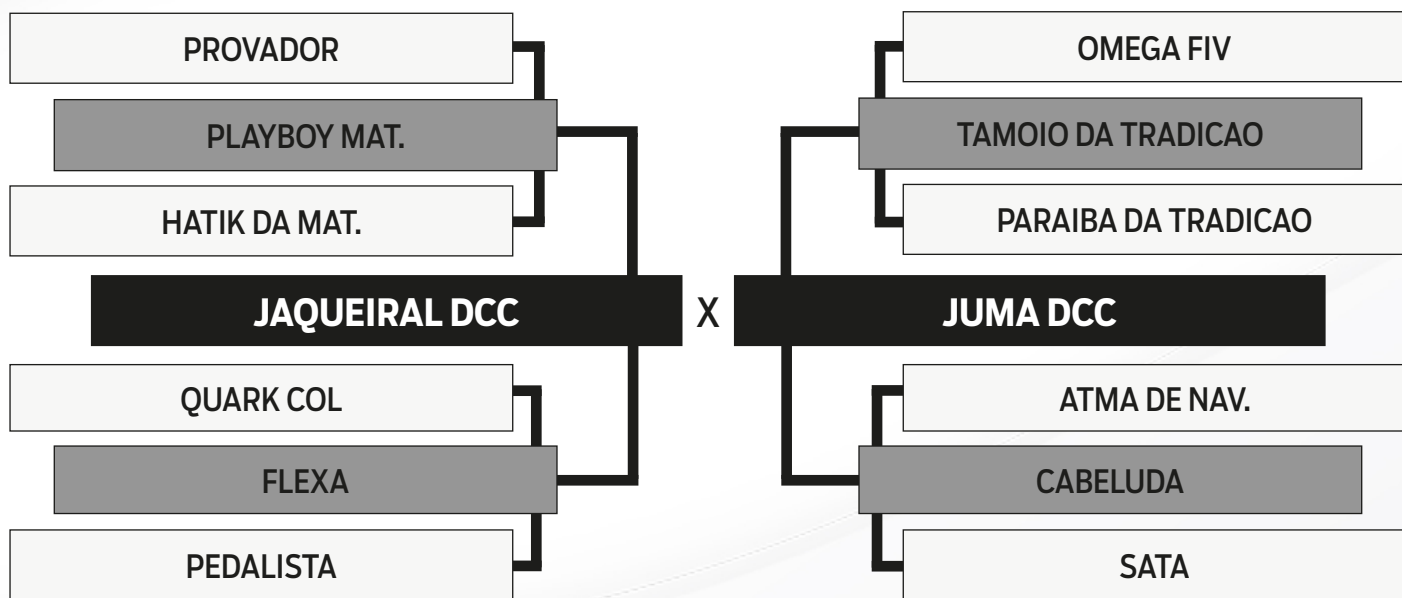 PROVADOR
OMEGA FIV
PLAYBOY MAT.
TAMOIO DA TRADICAO
HATIK DA MAT.
PARAIBA DA TRADICAO
JAQUEIRAL DCC X JUMA DCC
QUARK COL
ATMA DE NAV.
FLEXA
CABELUDA
PEDALISTA
SATA